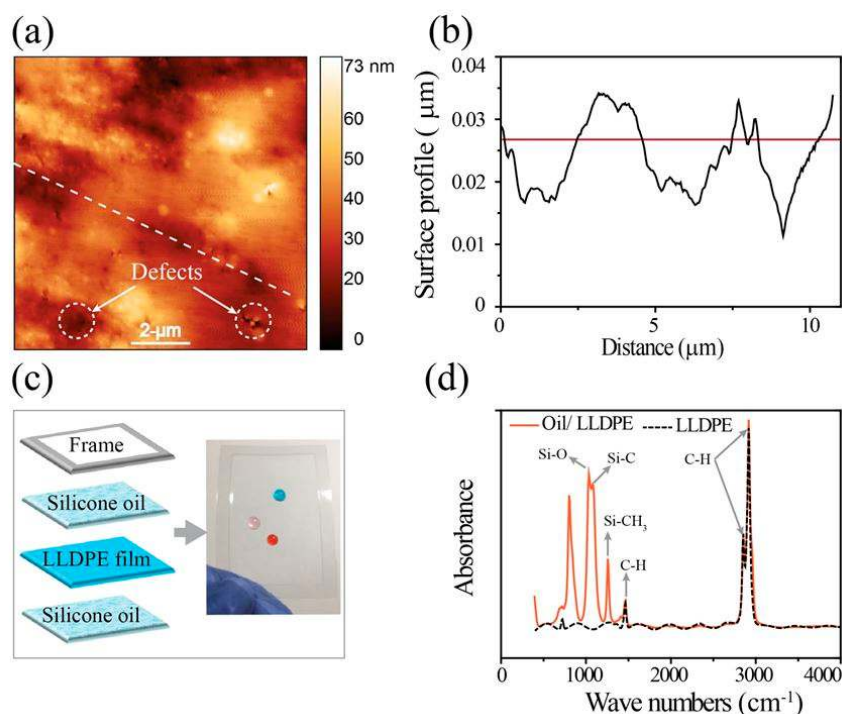 (a)
73 nm
60
50
40
30
20
0
Defects
2-μm
(b)
Surface profile ( μm)
0.04
0.03
0.02
0.01
0
0
5
10
Distance (μm)
(c)
Frame
Silicone oil
LLDPE film
Silicone oil
(d)
Absorbance
Oil/ LLDPE
LLDPE
Si-O
Si-C
C-H
Si-CH₃
C-H
0
1000
2000
3000
4000
Wave numbers (cm⁻¹)